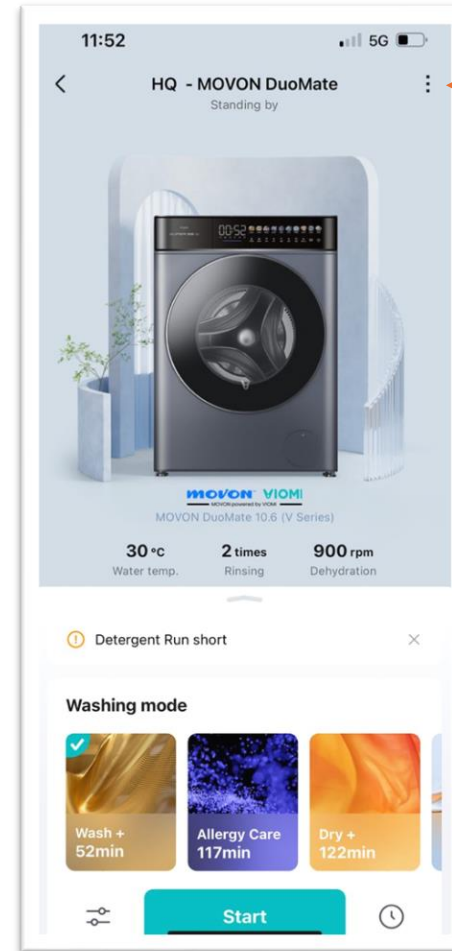 11:52
5G
HQ - MOVON DuoMate
Standing by
00:52
MOVON VIOMI
MOVON powered by VIOMI
MOVON DuoMate 10.6 (V Series)
30 °C 2 times 900 rpm
Water temp. Rinsing Dehydration
Detergent Run short
Washing mode
Wash + Allergy Care Dry +
52min 117min 122min
Start